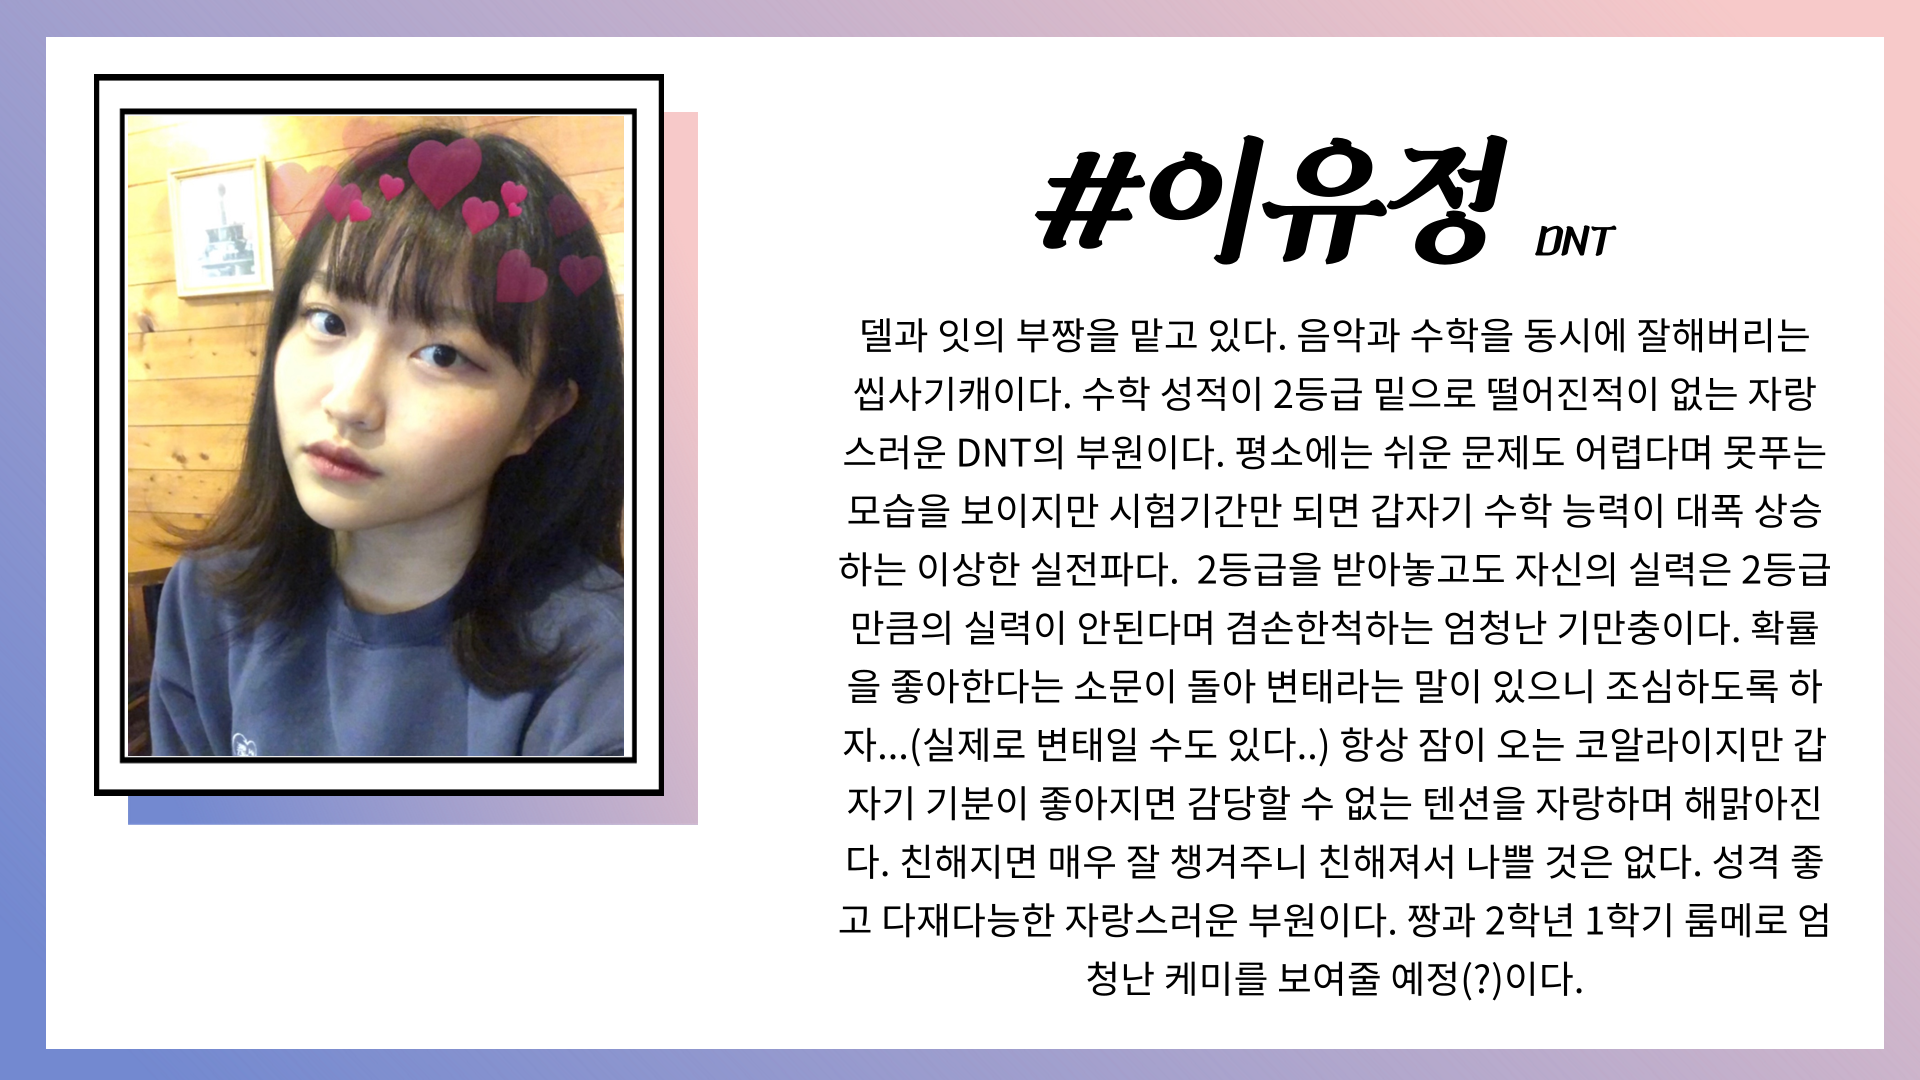 #이유정 DNT
델과 잇의 부짱을 맡고 있다. 음악과 수학을 동시에 잘해버리는
씹사기캐이다. 수학 성적이 2등급 밑으로 떨어진적이 없는 자랑
스러운 DNT의 부원이다. 평소에는 쉬운 문제도 어렵다며 못푸는
모습을 보이지만 시험기간만 되면 갑자기 수학 능력이 대폭 상승
하는 이상한 실전파다. 2등급을 받아놓고도 자신의 실력은 2등급
만큼의 실력이 안된다며 겸손한척하는 엄청난 기만충이다. 확률
을 좋아한다는 소문이 돌아 변태라는 말이 있으니 조심하도록 하
자...(실제로 변태일 수도 있다..) 항상 잠이 오는 코알라이지만 갑
자기 기분이 좋아지면 감당할 수 없는 텐션을 자랑하며 해맑아진
다. 친해지면 매우 잘 챙겨주니 친해져서 나쁠 것은 없다. 성격 좋
고 다재다능한 자랑스러운 부원이다. 짱과 2학년 1학기 룸메로 엄
청난 케미를 보여줄 예정(?)이다.